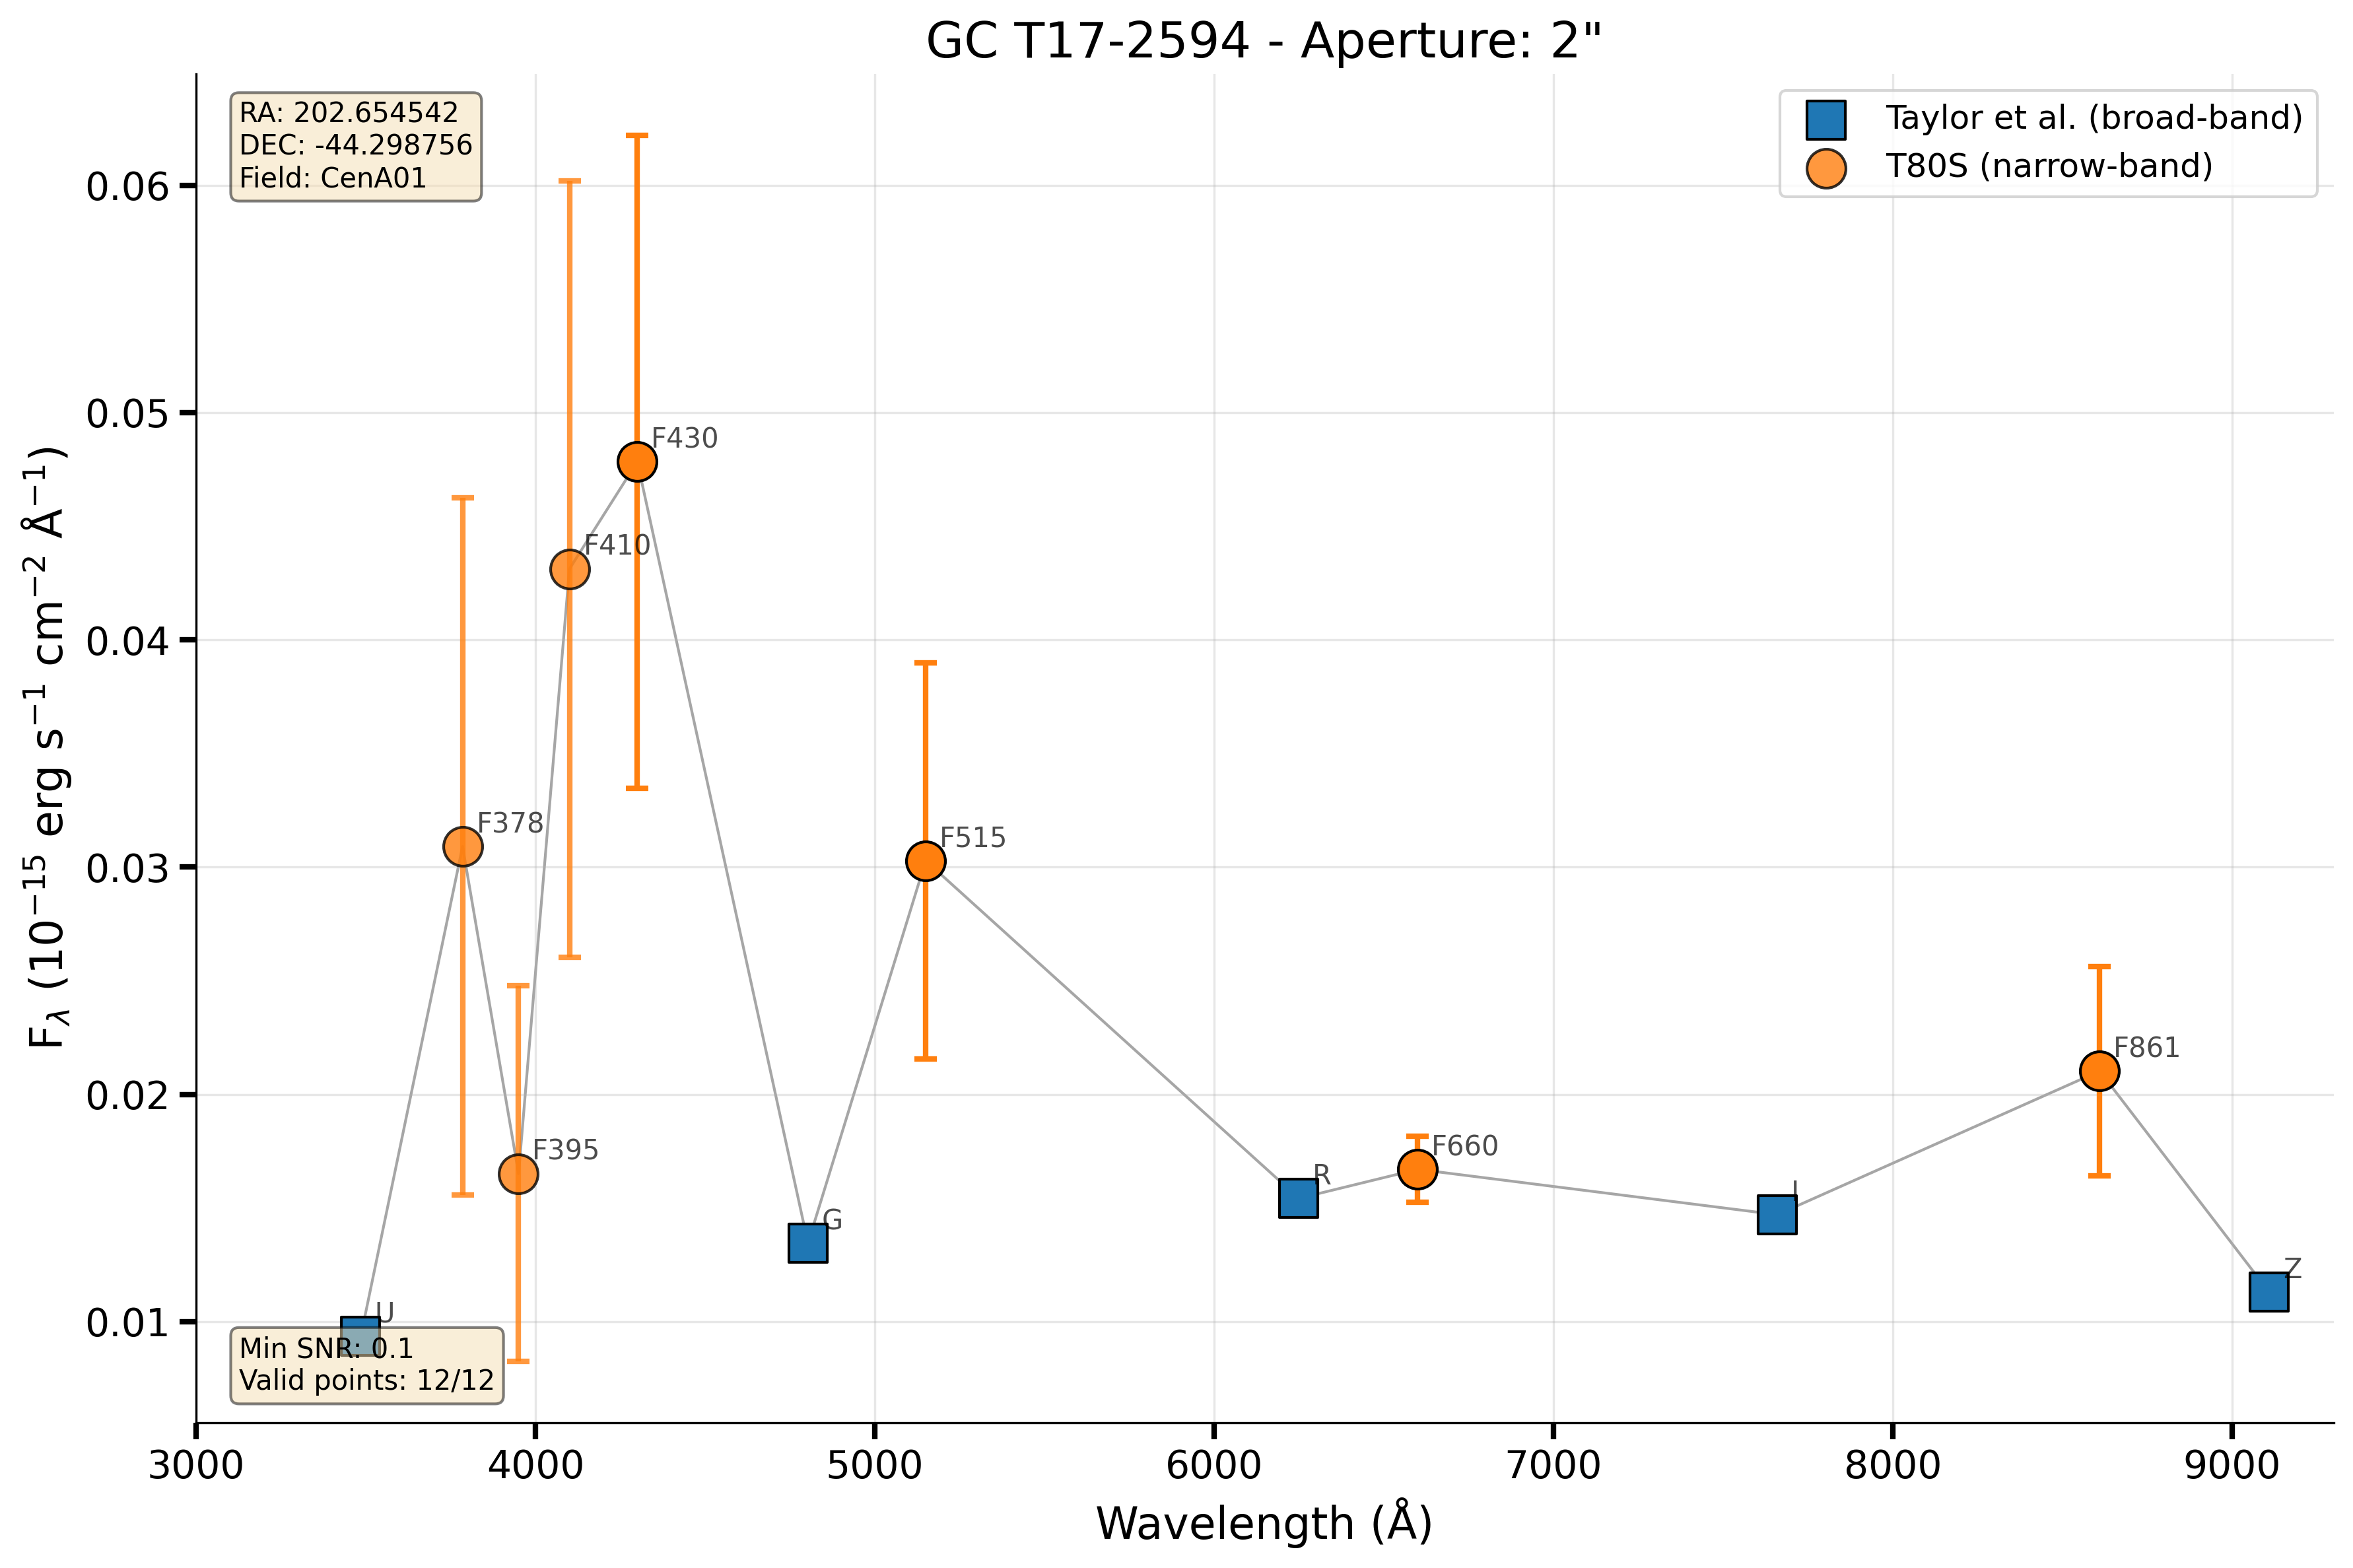 GC T17-2594 - Aperture: 2"
RA: 202.654542
DEC: -44.298756
Field: CenA01
Taylor et al. (broad-band)
T80S (narrow-band)
0.06
0.05
0.04
0.03
0.02
0.01
F_λ (10⁻¹⁵ erg s⁻¹ cm⁻² Å⁻¹)
F430
F410
F378
F515
F395
F861
F660
R
I
G
Z
U
Min SNR: 0.1
Valid points: 12/12
3000 4000 5000 6000 7000 8000 9000
Wavelength (Å)